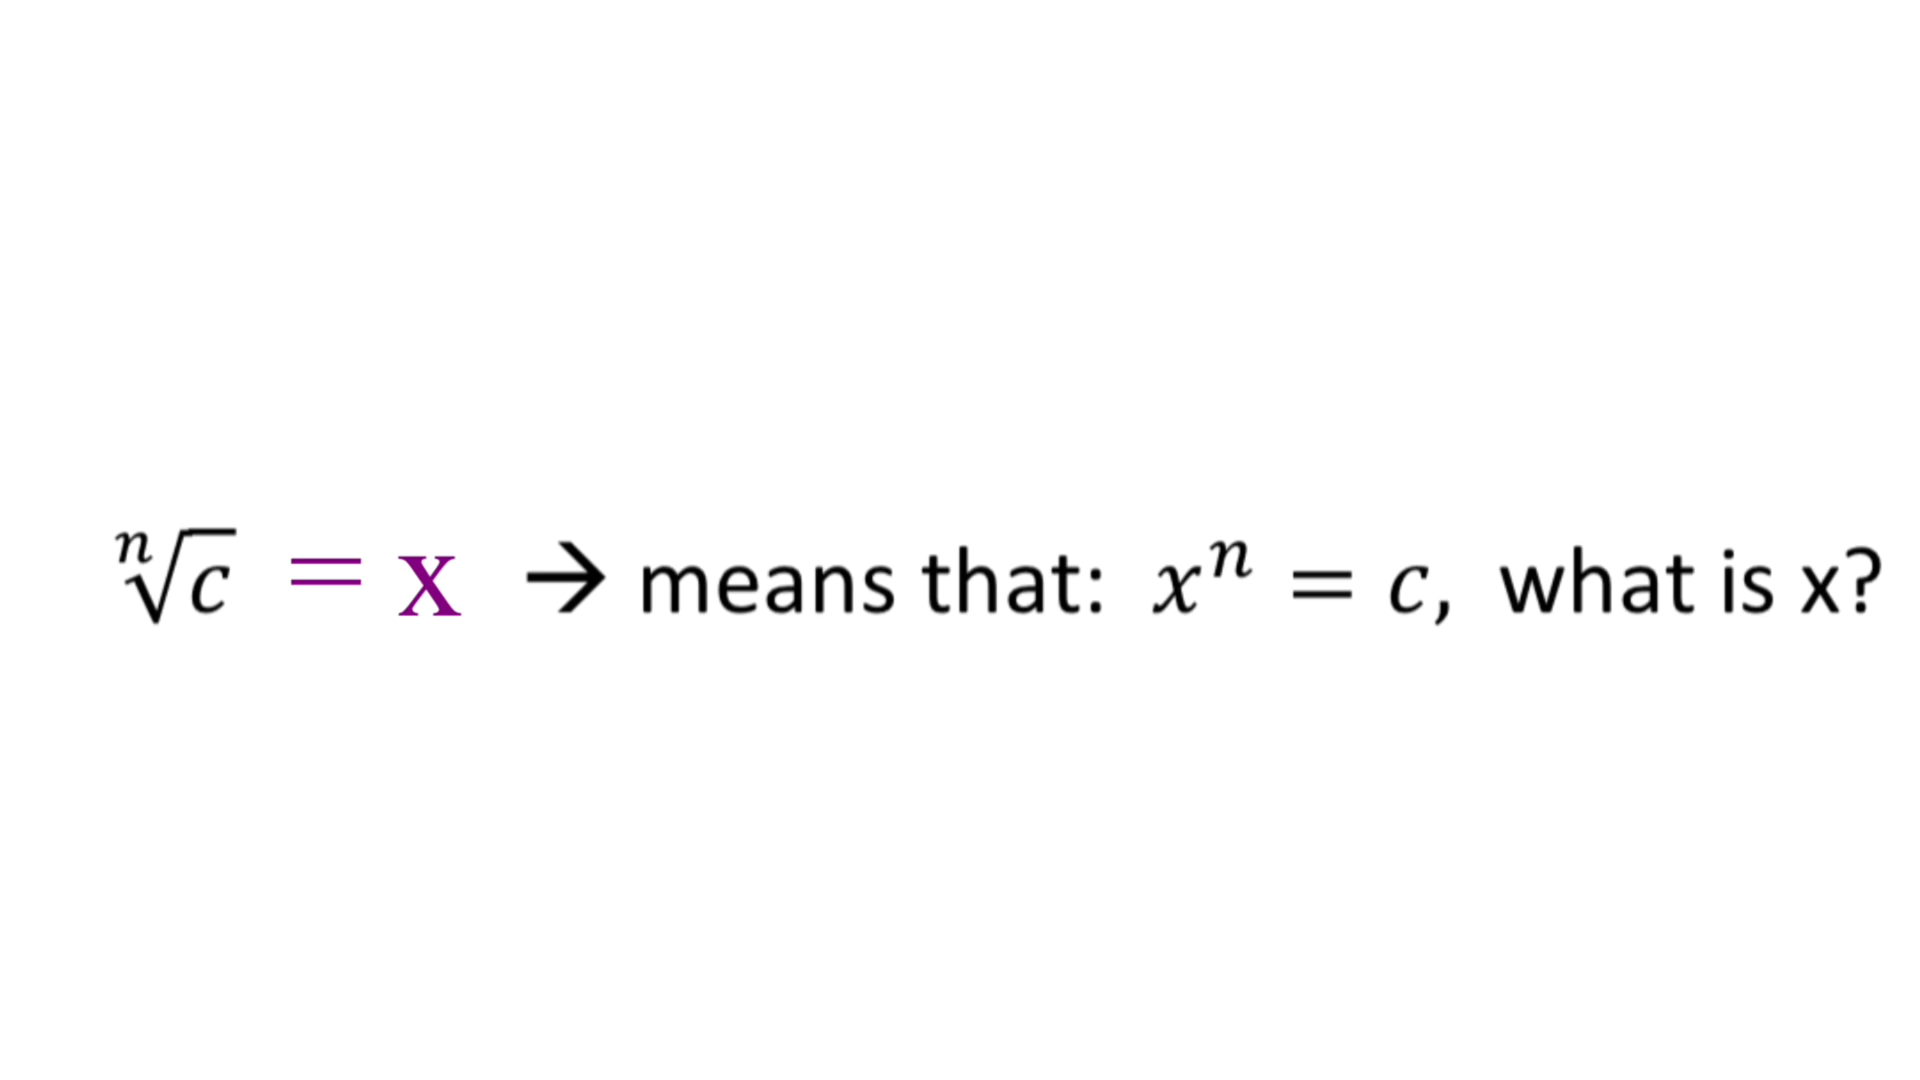 ⁿ√c = x → means that: xⁿ = c, what is x?